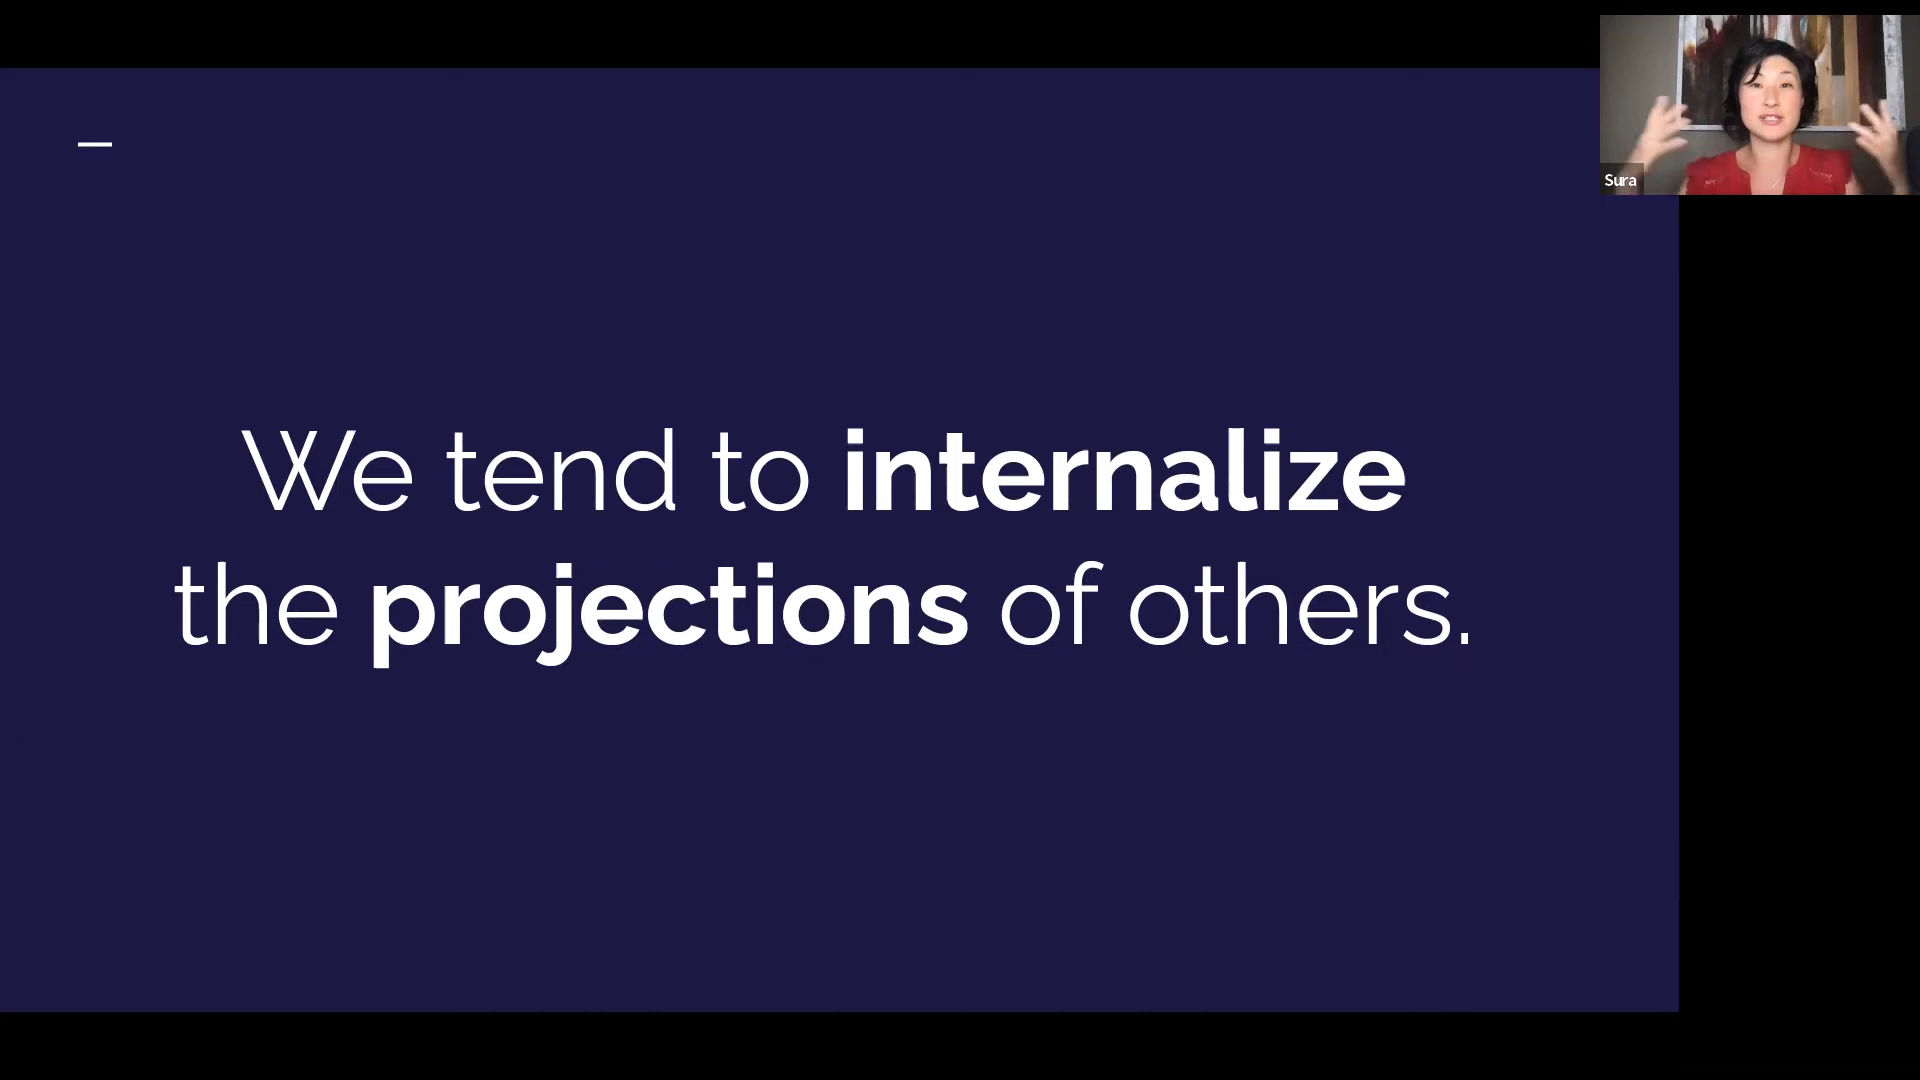 Sura
We tend to internalize
the projections of others.